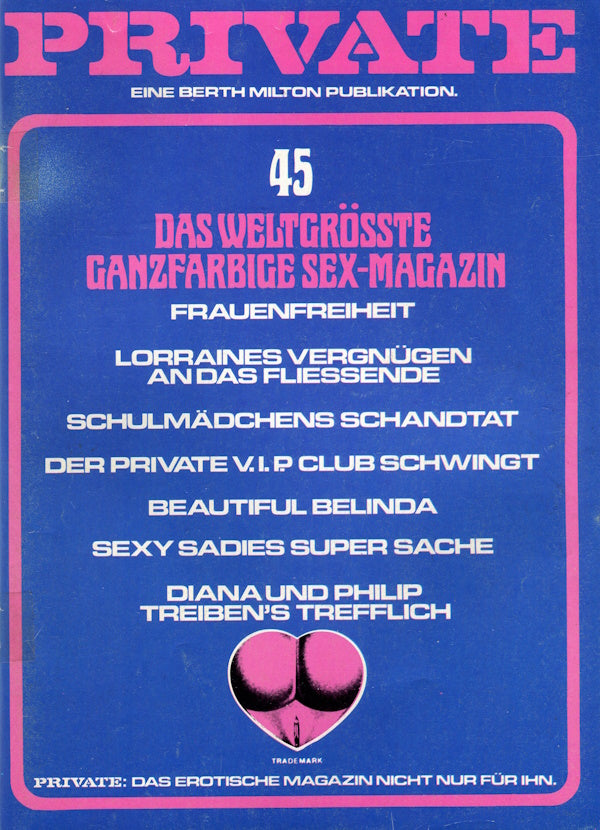 PRIVATE
EINE BERTH MILTON PUBLIKATION.
45
DAS WELTGRÖSSTE
GANZFARBIGE SEX-MAGAZIN
FRAUENFREIHEIT
LORRAINES VERGNÜGEN
AN DAS FLIESSENDE
SCHULMÄDCHENS SCHANDTAT
DER PRIVATE V.I.P. CLUB SCHWINGT
BEAUTIFUL BELINDA
SEXY SADIES SUPER SACHE
DIANA UND PHILIP
TREIBEN'S TREFFLICH
TRADEMARK
PRIVATE: DAS EROTISCHE MAGAZIN NICHT NUR FÜR IHN.